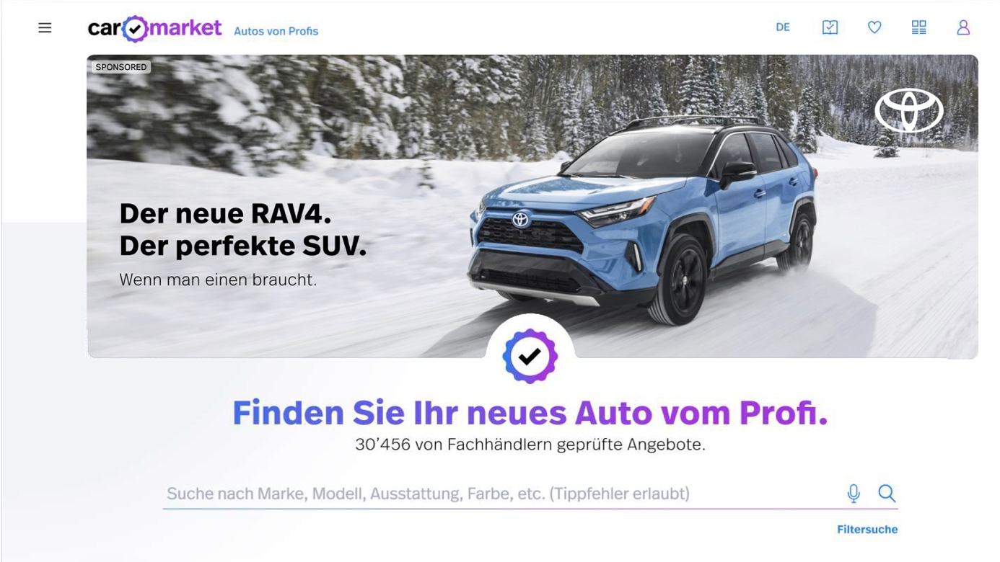 carmarket
Autos von Profis
DE
SPONSORED
Der neue RAV4.
Der perfekte SUV.
Wenn man einen braucht.
Finden Sie Ihr neues Auto vom Profi.
30’456 von Fachhändlern geprüfte Angebote.
Suche nach Marke, Modell, Ausstattung, Farbe, etc. (Tippfehler erlaubt)
Filtersuche